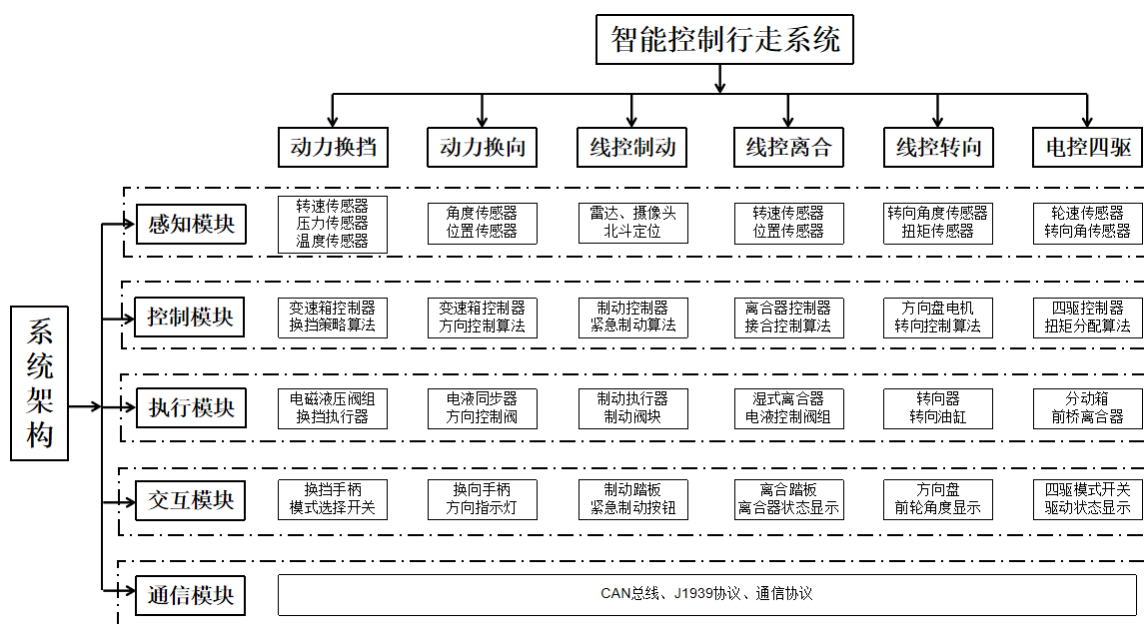 智能控制行走系统
动力换挡
动力换向
线控制动
线控离合
线控转向
电控四驱
系统架构
感知模块
转速传感器
压力传感器
温度传感器
角度传感器
位置传感器
雷达、摄像头
北斗定位
转速传感器
位置传感器
转向角度传感器
扭矩传感器
轮速传感器
转向角传感器
控制模块
变速箱控制器
换挡策略算法
变速箱控制器
方向控制算法
制动控制器
紧急制动算法
离合器控制器
接合控制算法
方向盘电机
转向控制算法
四驱控制器
扭矩分配算法
执行模块
电磁液压阀组
换挡执行器
电液同步器
方向控制阀
制动执行器
制动阀块
湿式离合器
电液控制阀组
转向器
转向油缸
分动箱
前桥离合器
交互模块
换挡手柄
模式选择开关
换向手柄
方向指示灯
制动踏板
紧急制动按钮
离合踏板
离合器状态显示
方向盘
前轮角度显示
四驱模式开关
驱动状态显示
通信模块
CAN总线、J1939协议、通信协议